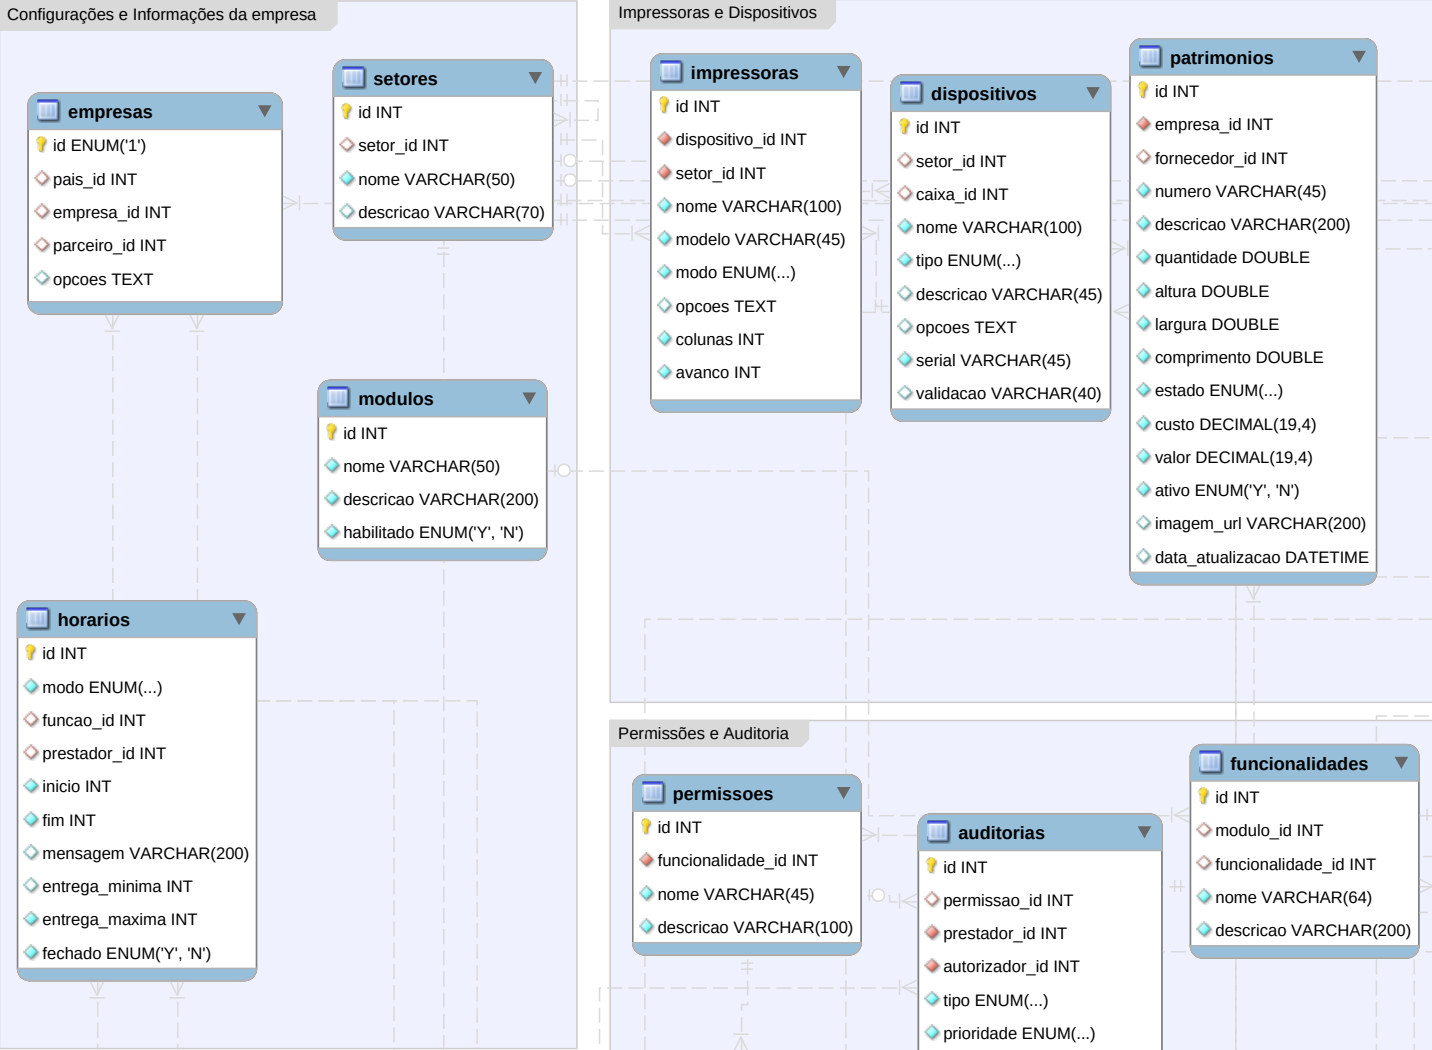 Configurações e Informações da empresa
empresas
id ENUM('1')
pais_id INT
empresa_id INT
parceiro_id INT
opcoes TEXT
setores
id INT
setor_id INT
nome VARCHAR(50)
descricao VARCHAR(70)
modulos
id INT
nome VARCHAR(50)
descricao VARCHAR(200)
habilitado ENUM('Y', 'N')
horarios
id INT
modo ENUM(...)
funcao_id INT
prestador_id INT
inicio INT
fim INT
mensagem VARCHAR(200)
entrega_minima INT
entrega_maxima INT
fechado ENUM('Y', 'N')
Impressoras e Dispositivos
impressoras
id INT
dispositivo_id INT
setor_id INT
nome VARCHAR(100)
modelo VARCHAR(45)
modo ENUM(...)
opcoes TEXT
colunas INT
avanco INT
dispositivos
id INT
setor_id INT
caixa_id INT
nome VARCHAR(100)
tipo ENUM(...)
descricao VARCHAR(45)
opcoes TEXT
serial VARCHAR(45)
validacao VARCHAR(40)
patrimonios
id INT
empresa_id INT
fornecedor_id INT
numero VARCHAR(45)
descricao VARCHAR(200)
quantidade DOUBLE
altura DOUBLE
largura DOUBLE
comprimento DOUBLE
estado ENUM(...)
custo DECIMAL(19,4)
valor DECIMAL(19,4)
ativo ENUM('Y', 'N')
imagem_url VARCHAR(200)
data_atualizacao DATETIME
Permissões e Auditoria
permissoes
id INT
funcionalidade_id INT
nome VARCHAR(45)
descricao VARCHAR(100)
auditorias
id INT
permissao_id INT
prestador_id INT
autorizador_id INT
tipo ENUM(...)
prioridade ENUM(...)
funcionalidades
id INT
modulo_id INT
funcionalidade_id INT
nome VARCHAR(64)
descricao VARCHAR(200)